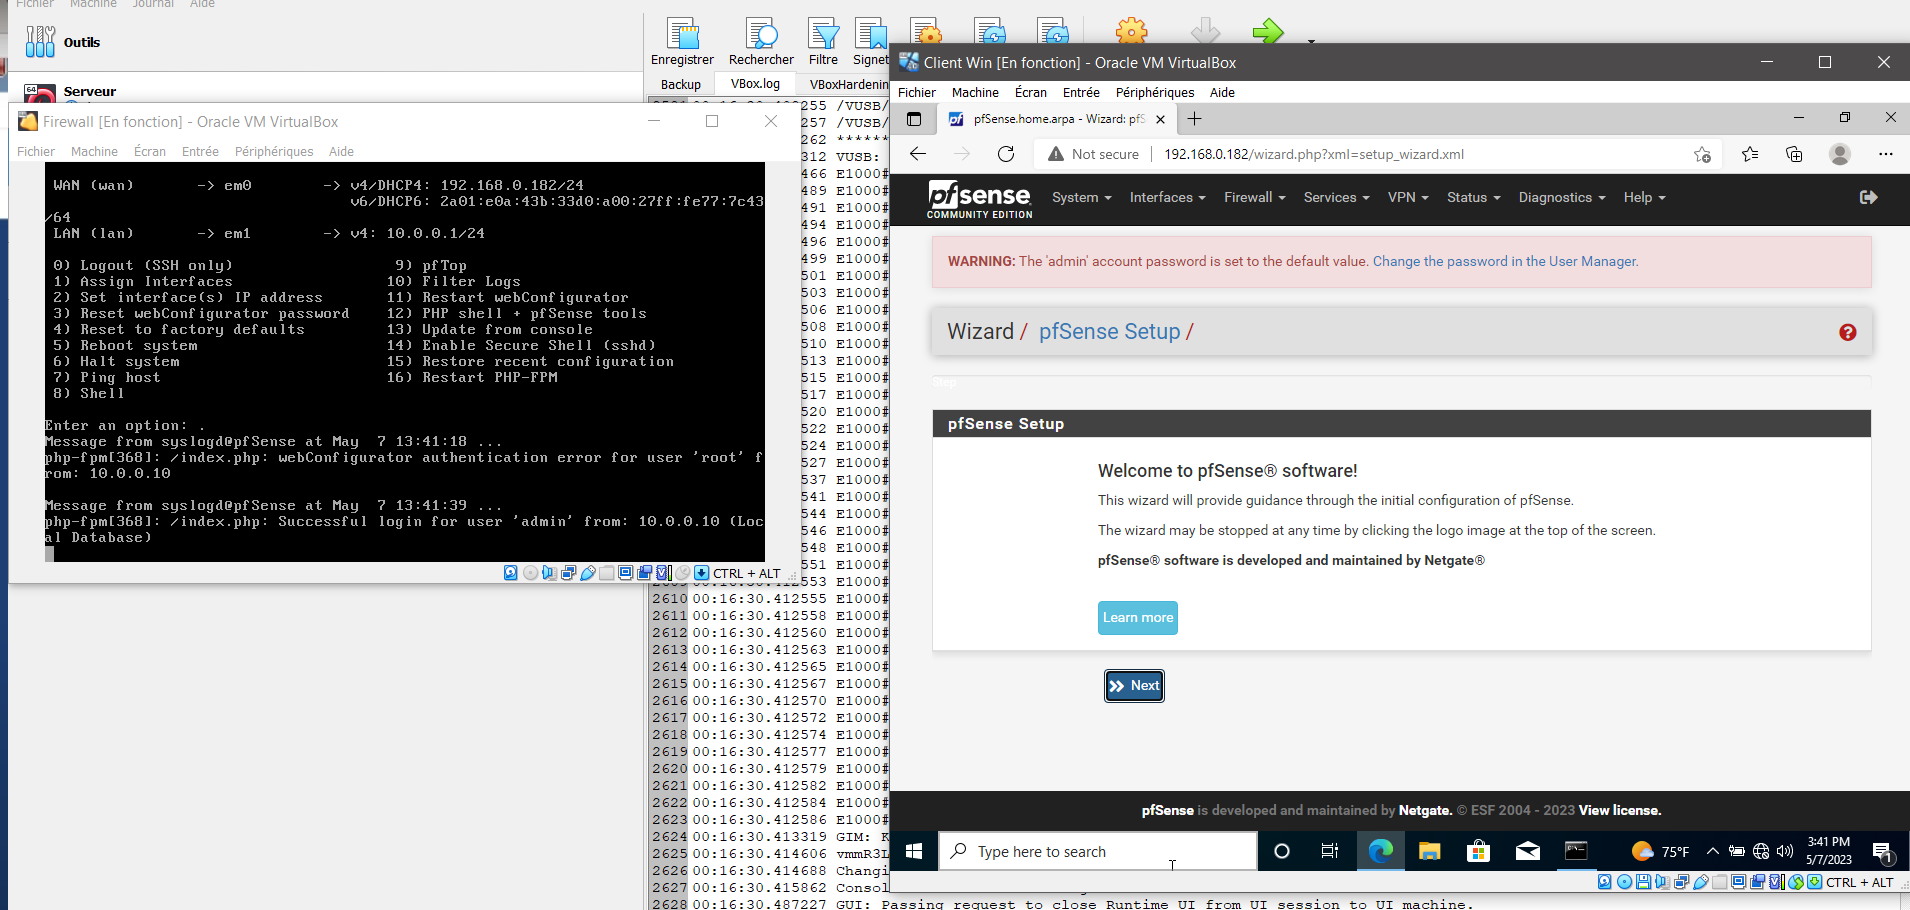 Fichier Machine Journal Aide
Outils
Enregistrer Rechercher Filtre Signet
Backup VBox.log VBoxHardenin
64 Serveur
Firewall [En fonction] - Oracle VM VirtualBox
Fichier Machine Écran Entrée Périphériques Aide
WAN (wan) -> em0 -> v4/DHCP4: 192.168.0.182/24
v6/DHCP6: 2a01:e0a:43b:33d0:a00:27ff:fe77:7c43
/64
LAN (lan) -> em1 -> v4: 10.0.0.1/24
0) Logout (SSH only) 9) pfTop
1) Assign Interfaces 10) Filter Logs
2) Set interface(s) IP address 11) Restart webConfigurator
3) Reset webConfigurator password 12) PHP shell + pfSense tools
4) Reset to factory defaults 13) Update from console
5) Reboot system 14) Enable Secure Shell (sshd)
6) Halt system 15) Restore recent configuration
7) Ping host 16) Restart PHP-FPM
8) Shell
Enter an option: .
Message from syslogd@pfSense at May 7 13:41:18 ...
php-fpm[368]: /index.php: webConfigurator authentication error for user 'root' f
rom: 10.0.0.10
Message from syslogd@pfSense at May 7 13:41:39 ...
php-fpm[368]: /index.php: Successful login for user 'admin' from: 10.0.0.10 (Loc
al Database)
CTRL + ALT
255 /VUSB/
257 /VUSB/
262 ******
312 VUSB:
466 E1000#
489 E1000#
491 E1000#
494 E1000#
496 E1000#
499 E1000#
501 E1000#
503 E1000#
506 E1000#
508 E1000#
510 E1000#
513 E1000#
515 E1000#
517 E1000#
520 E1000#
522 E1000#
524 E1000#
527 E1000#
537 E1000#
541 E1000#
544 E1000#
546 E1000#
548 E1000#
551 E1000#
553 E1000#
2610 00:16:30.412555 E1000#
2611 00:16:30.412558 E1000#
2612 00:16:30.412560 E1000#
2613 00:16:30.412563 E1000#
2614 00:16:30.412565 E1000#
2615 00:16:30.412567 E1000#
2616 00:16:30.412570 E1000#
2617 00:16:30.412572 E1000#
2618 00:16:30.412574 E1000#
2619 00:16:30.412577 E1000#
2620 00:16:30.412579 E1000#
2621 00:16:30.412582 E1000#
2622 00:16:30.412584 E1000#
2623 00:16:30.412586 E1000#
2624 00:16:30.413319 GIM: K
2625 00:16:30.414606 vmmR3L
2626 00:16:30.414688 Changi
2627 00:16:30.415862 Consol
2628 00:16:30.487227 GUI: Passing request to close Runtime UI from UI session to UI machine.
Client Win [En fonction] - Oracle VM VirtualBox
Fichier Machine Écran Entrée Périphériques Aide
pf pfSense.home.arpa - Wizard: pfS
Not secure 192.168.0.182/wizard.php?xml=setup_wizard.xml
pfsense
COMMUNITY EDITION
System Interfaces Firewall Services VPN Status Diagnostics Help
WARNING: The 'admin' account password is set to the default value. Change the password in the User Manager.
Wizard / pfSense Setup /
Step
pfSense Setup
Welcome to pfSense® software!
This wizard will provide guidance through the initial configuration of pfSense.
The wizard may be stopped at any time by clicking the logo image at the top of the screen.
pfSense® software is developed and maintained by Netgate®
Learn more
Next
pfSense is developed and maintained by Netgate. © ESF 2004 - 2023 View license.
Type here to search
75°F
3:41 PM
5/7/2023
1
CTRL + ALT